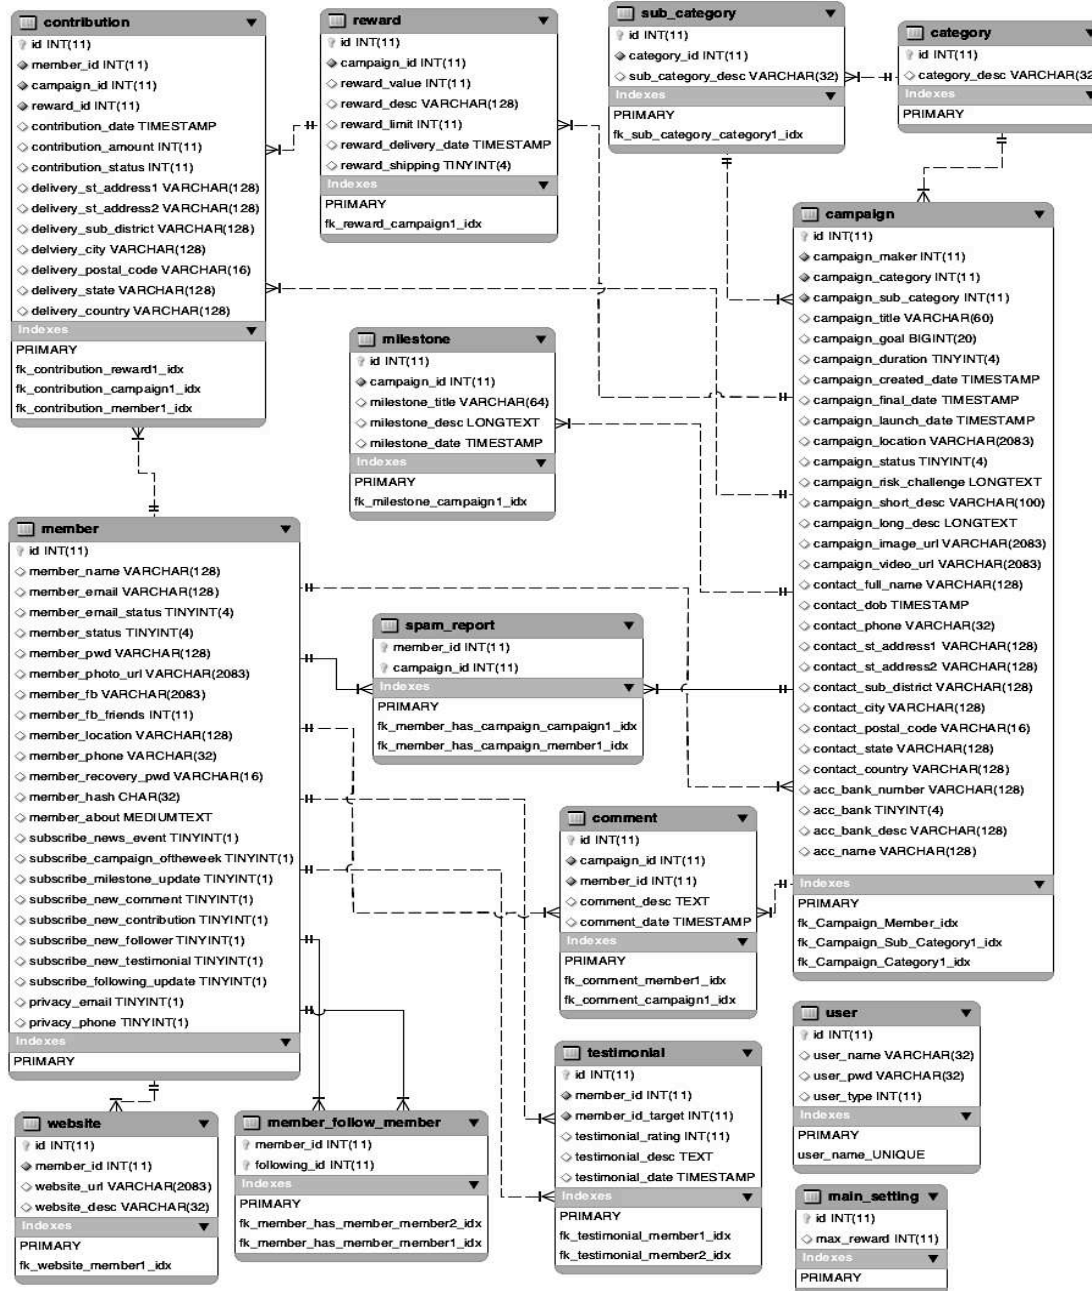 contribution
id INT(11)
member_id INT(11)
campaign_id INT(11)
reward_id INT(11)
contribution_date TIMESTAMP
contribution_amount INT(11)
contribution_status INT(11)
delivery_st_address1 VARCHAR(128)
delivery_st_address2 VARCHAR(128)
delivery_sub_district VARCHAR(128)
delviery_city VARCHAR(128)
delivery_postal_code VARCHAR(16)
delivery_state VARCHAR(128)
delivery_country VARCHAR(128)
Indexes
PRIMARY
fk_contribution_reward1_idx
fk_contribution_campaign1_idx
fk_contribution_member1_idx
reward
id INT(11)
campaign_id INT(11)
reward_value INT(11)
reward_desc VARCHAR(128)
reward_limit INT(11)
reward_delivery_date TIMESTAMP
reward_shipping TINYINT(4)
Indexes
PRIMARY
fk_reward_campaign1_idx
sub_category
id INT(11)
category_id INT(11)
sub_category_desc VARCHAR(32)
Indexes
PRIMARY
fk_sub_category_category1_idx
category
id INT(11)
category_desc VARCHAR(32
Indexes
PRIMARY
campaign
id INT(11)
campaign_maker INT(11)
campaign_category INT(11)
campaign_sub_category INT(11)
campaign_title VARCHAR(60)
campaign_goal BIGINT(20)
campaign_duration TINYINT(4)
campaign_created_date TIMESTAMP
campaign_final_date TIMESTAMP
campaign_launch_date TIMESTAMP
campaign_location VARCHAR(2083)
campaign_status TINYINT(4)
campaign_risk_challenge LONGTEXT
campaign_short_desc VARCHAR(100)
campaign_long_desc LONGTEXT
campaign_image_url VARCHAR(2083)
campaign_video_url VARCHAR(2083)
contact_full_name VARCHAR(128)
contact_dob TIMESTAMP
contact_phone VARCHAR(32)
contact_st_address1 VARCHAR(128)
contact_st_address2 VARCHAR(128)
contact_sub_district VARCHAR(128)
contact_city VARCHAR(128)
contact_postal_code VARCHAR(16)
contact_state VARCHAR(128)
contact_country VARCHAR(128)
acc_bank_number VARCHAR(128)
acc_bank TINYINT(4)
acc_bank_desc VARCHAR(128)
acc_name VARCHAR(128)
Indexes
PRIMARY
fk_Campaign_Member_idx
fk_Campaign_Sub_Category1_idx
fk_Campaign_Category1_idx
milestone
id INT(11)
campaign_id INT(11)
milestone_title VARCHAR(64)
milestone_desc LONGTEXT
milestone_date TIMESTAMP
Indexes
PRIMARY
fk_milestone_campaign1_idx
member
id INT(11)
member_name VARCHAR(128)
member_email VARCHAR(128)
member_email_status TINYINT(4)
member_status TINYINT(4)
member_pwd VARCHAR(128)
member_photo_url VARCHAR(2083)
member_fb VARCHAR(2083)
member_fb_friends INT(11)
member_location VARCHAR(128)
member_phone VARCHAR(32)
member_recovery_pwd VARCHAR(16)
member_hash CHAR(32)
member_about MEDIUMTEXT
subscribe_news_event TINYINT(1)
subscribe_campaign_oftheweek TINYINT(1)
subscribe_milestone_update TINYINT(1)
subscribe_new_comment TINYINT(1)
subscribe_new_contribution TINYINT(1)
subscribe_new_follower TINYINT(1)
subscribe_new_testimonial TINYINT(1)
subscribe_following_update TINYINT(1)
privacy_email TINYINT(1)
privacy_phone TINYINT(1)
Indexes
PRIMARY
spam_report
member_id INT(11)
campaign_id INT(11)
Indexes
PRIMARY
fk_member_has_campaign_campaign1_idx
fk_member_has_campaign_member1_idx
comment
id INT(11)
campaign_id INT(11)
member_id INT(11)
comment_desc TEXT
comment_date TIMESTAMP
Indexes
PRIMARY
fk_comment_member1_idx
fk_comment_campaign1_idx
website
id INT(11)
member_id INT(11)
website_url VARCHAR(2083)
website_desc VARCHAR(32)
Indexes
PRIMARY
fk_website_member1_idx
member_follow_member
member_id INT(11)
following_id INT(11)
Indexes
PRIMARY
fk_member_has_member_member2_idx
fk_member_has_member_member1_idx
testimonial
id INT(11)
member_id INT(11)
member_id_target INT(11)
testimonial_rating INT(11)
testimonial_desc TEXT
testimonial_date TIMESTAMP
Indexes
PRIMARY
fk_testimonial_member1_idx
fk_testimonial_member2_idx
user
id INT(11)
user_name VARCHAR(32)
user_pwd VARCHAR(32)
user_type INT(11)
Indexes
PRIMARY
user_name_UNIQUE
main_setting
id INT(11)
max_reward INT(11)
Indexes
PRIMARY